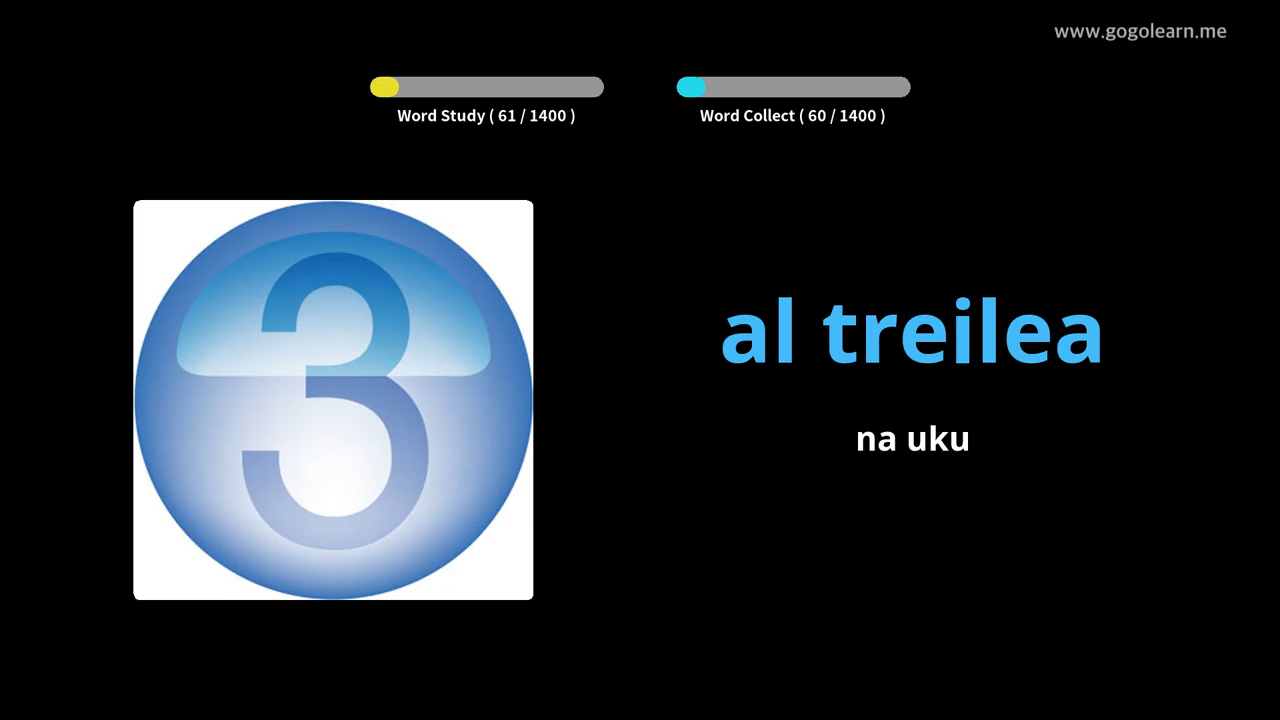 www.gogolearn.me
Word Study ( 61 / 1400 )
Word Collect ( 60 / 1400 )
3
al treilea
na uku